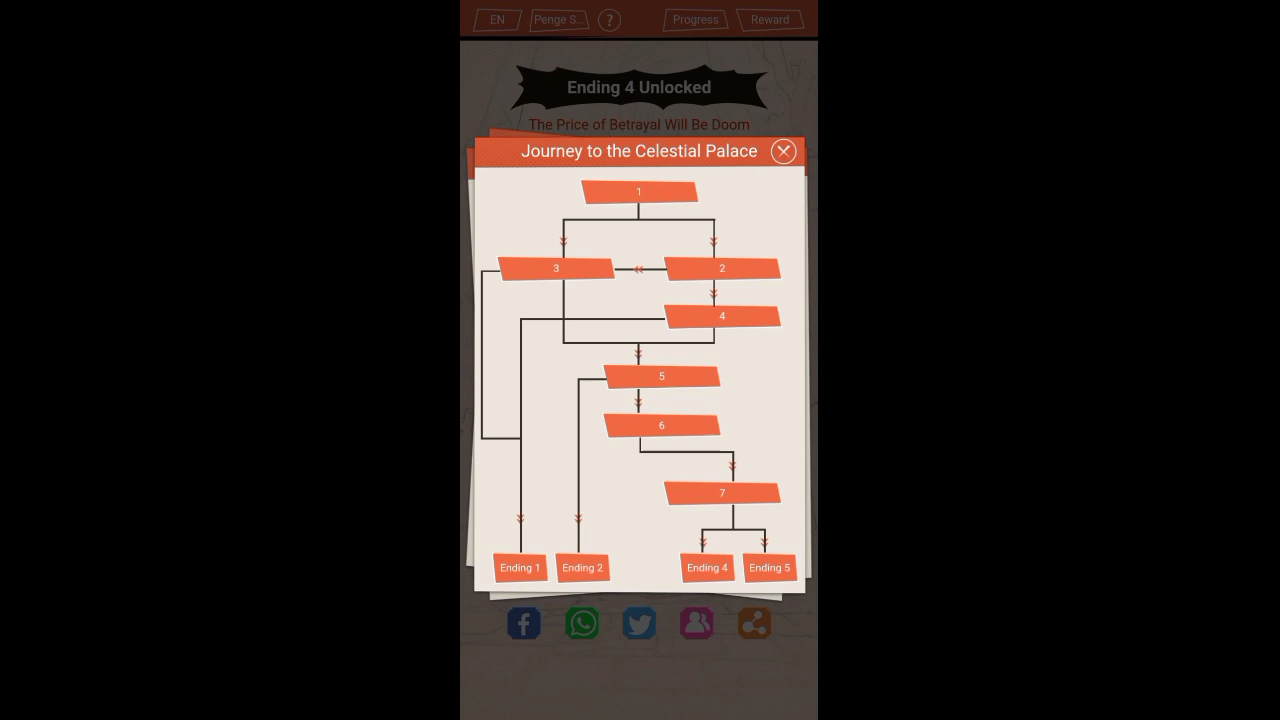 EN
Penge S...
?
Progress
Reward
Ending 4 Unlocked
The Price of Betrayal Will Be Doom
Journey to the Celestial Palace
1
3
2
4
5
6
7
Ending 1
Ending 2
Ending 4
Ending 5